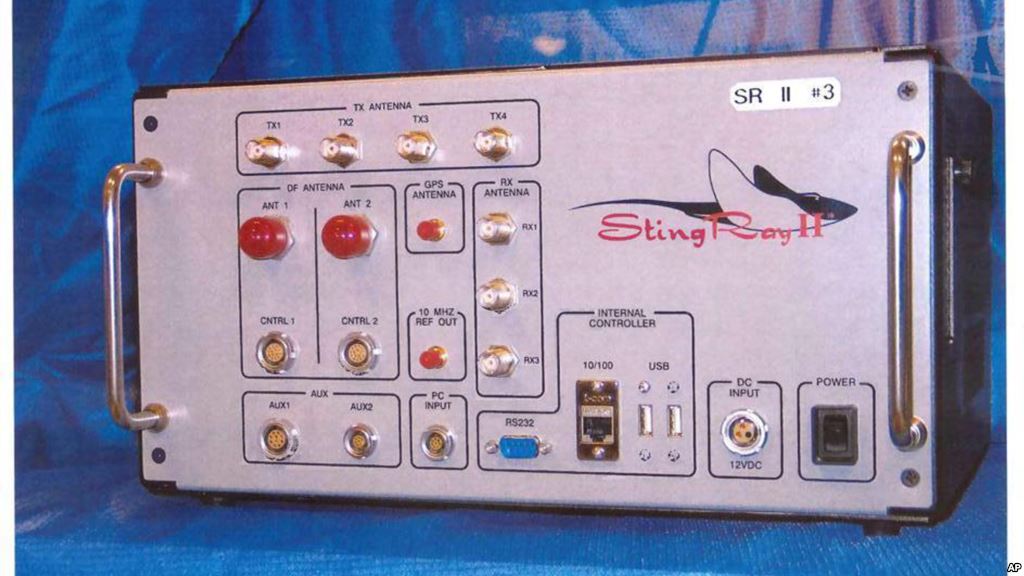 SR II #3
TX ANTENNA
TX1 TX2 TX3 TX4
DF ANTENNA
ANT 1 ANT 2
CNTRL 1 CNTRL 2
GPS
ANTENNA
10 MHZ
REF OUT
RX
ANTENNA
RX1
RX2
RX3
StingRay II
AUX
AUX1 AUX2
PC
INPUT
INTERNAL
CONTROLLER
RS232
10/100
USB
DC
INPUT
12VDC
POWER
AP